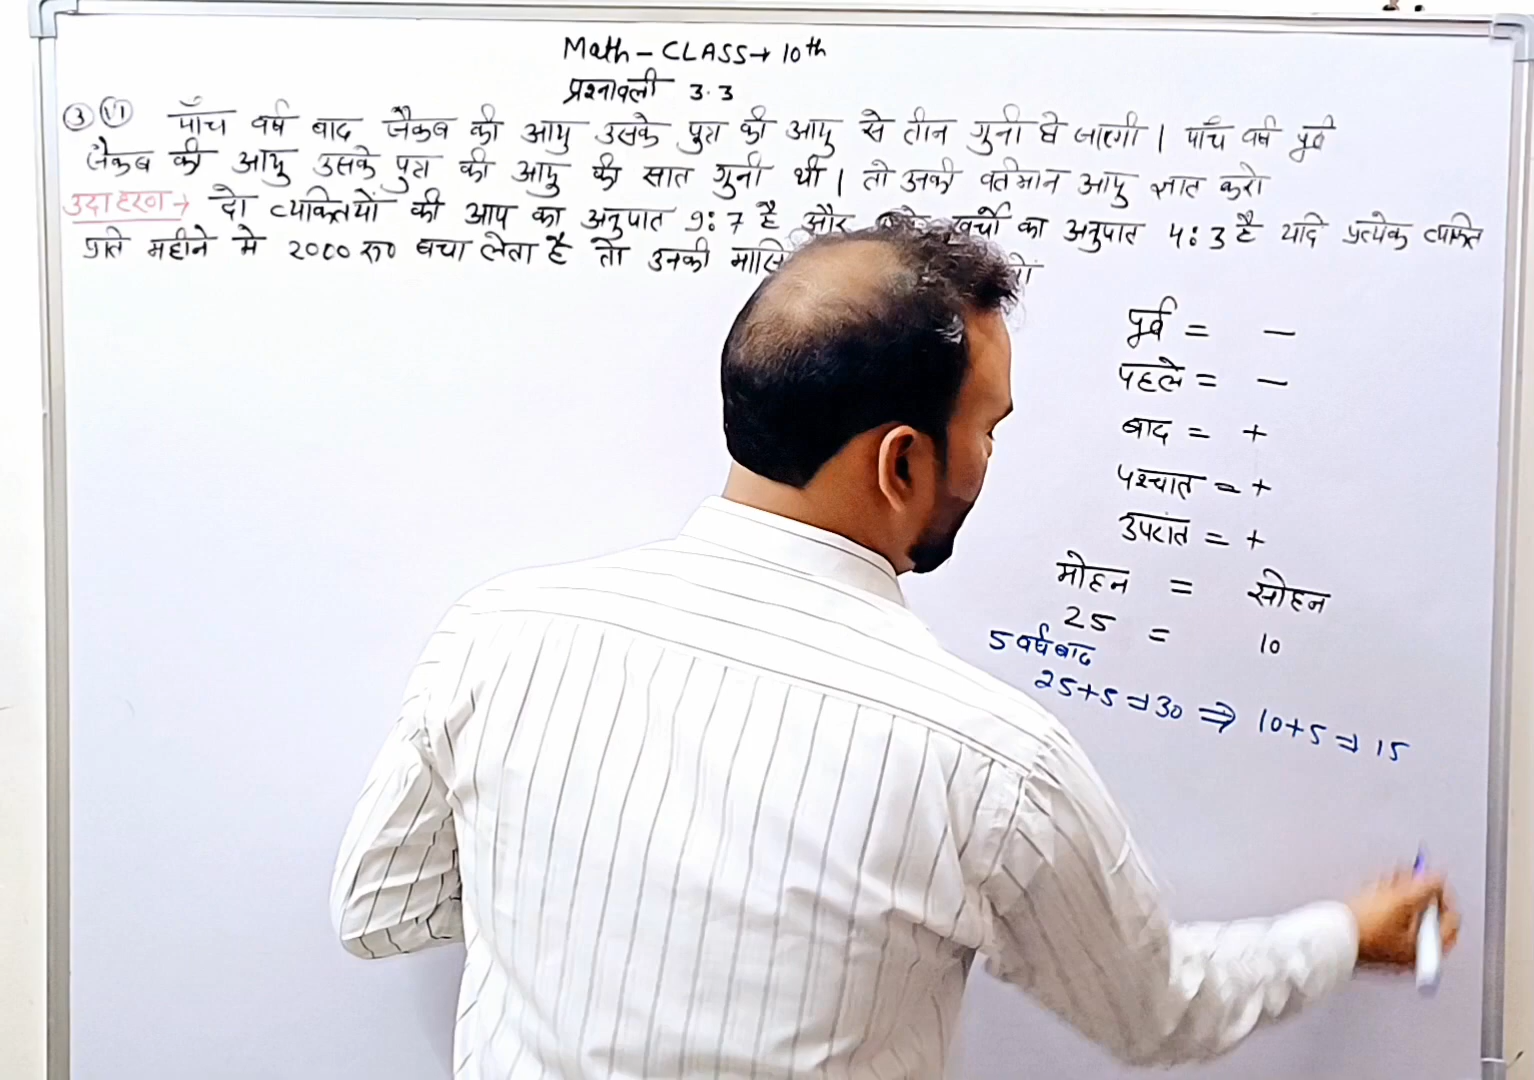 Math - CLASS → 10th
प्रश्नावली 3.3
③ (VI) पाँच वर्ष बाद जैकब की आयु उसके पुत्र की आयु से तीन गुनी हो जाएगी । पाँच वर्ष पूर्व
जैकब की आयु उसके पुत्र की आयु की सात गुनी थी । तो उनकी वर्तमान आयु ज्ञात करो
उदाहरण → दो व्यक्तियों की आय का अनुपात 9:7 है और खर्चों का अनुपात 4:3 है यदि प्रत्येक व्यक्ति
प्रति महीने मे 2000 रू० बचा लेता है तो उनकी
पूर्व = −
पहले = −
बाद = +
पश्चात = +
उपरांत = +
मोहन = सोहन
25 = 10
5 वर्ष बाद
25+5 ⇒ 30 ⇒ 10+5 ⇒ 15